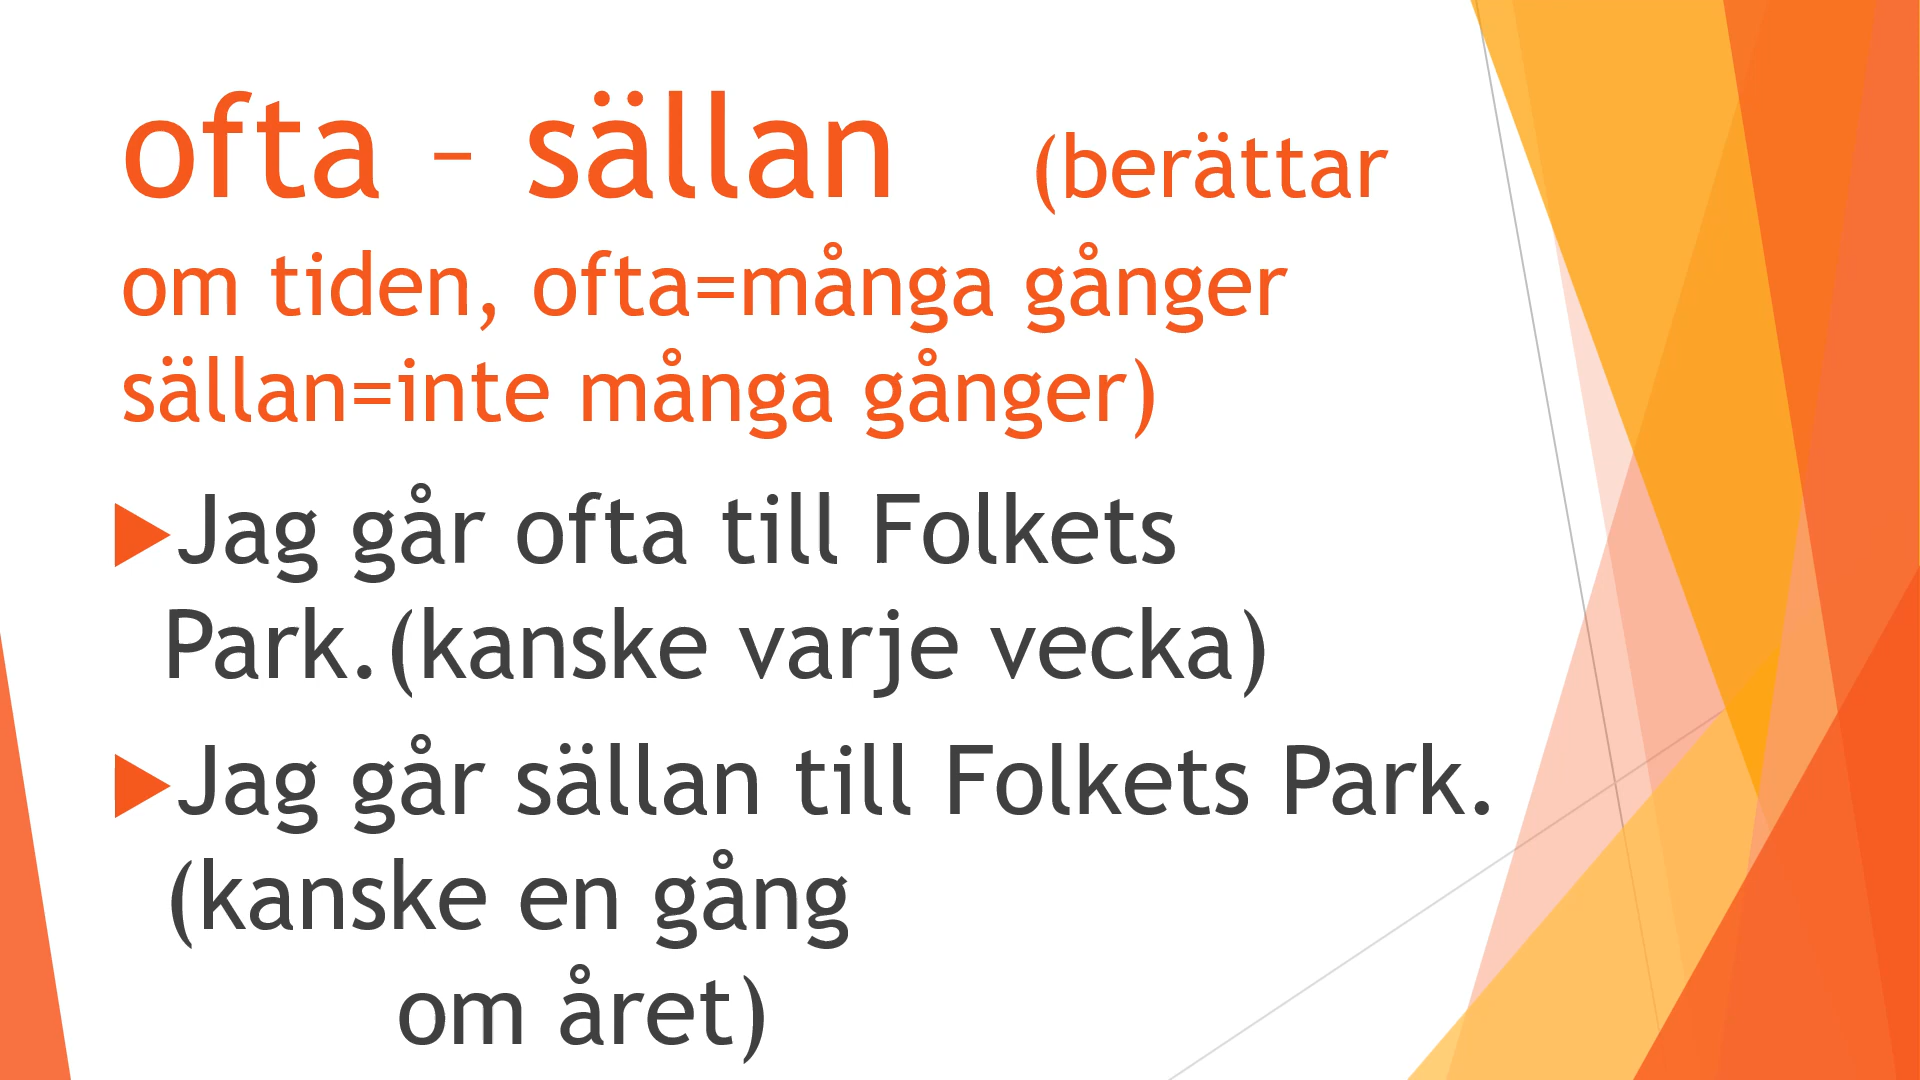 ofta – sällan (berättar
om tiden, ofta=många gånger
sällan=inte många gånger)
Jag går ofta till Folkets
Park.(kanske varje vecka)
Jag går sällan till Folkets Park.
(kanske en gång
om året)